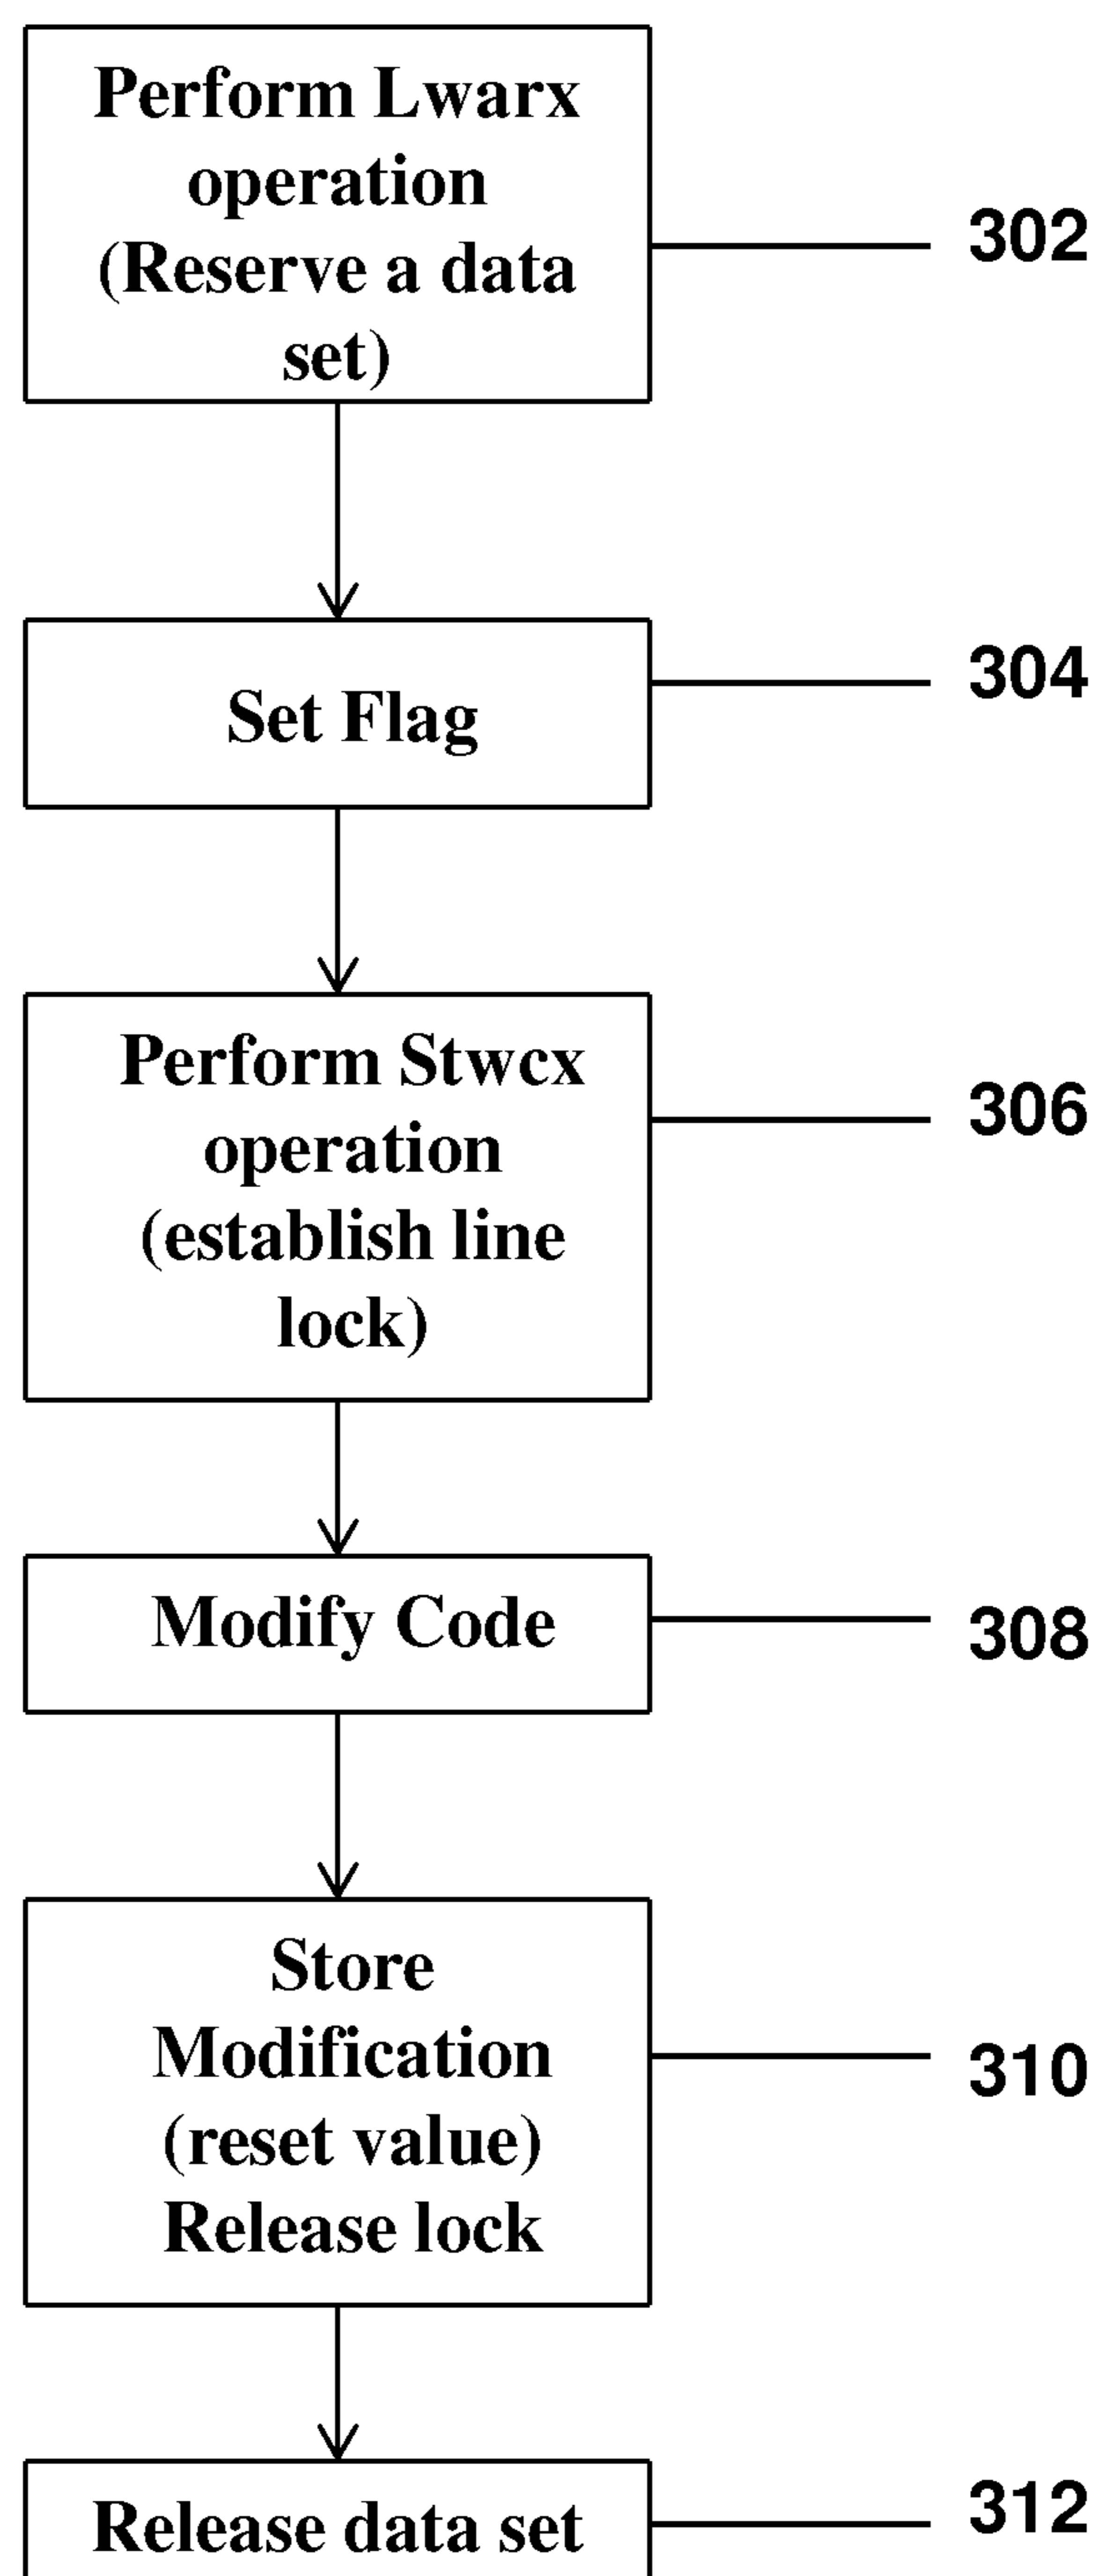 Perform Lwarx
operation
(Reserve a data
set)
302
Set Flag
304
Perform Stwcx
operation
(establish line
lock)
306
Modify Code
308
Store
Modification
(reset value)
Release lock
310
Release data set
312